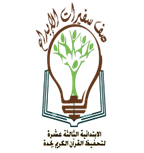 صف سفيرات الإبداع
الابتدائية الثالثة عشرة
لتحفيظ القرآن الكريم بجدة